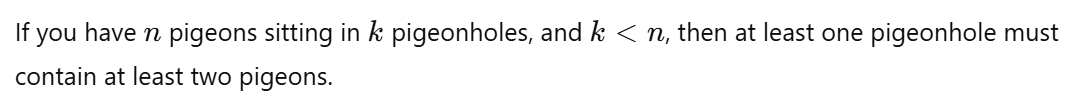 If you have n pigeons sitting in k pigeonholes, and k < n, then at least one pigeonhole must
contain at least two pigeons.